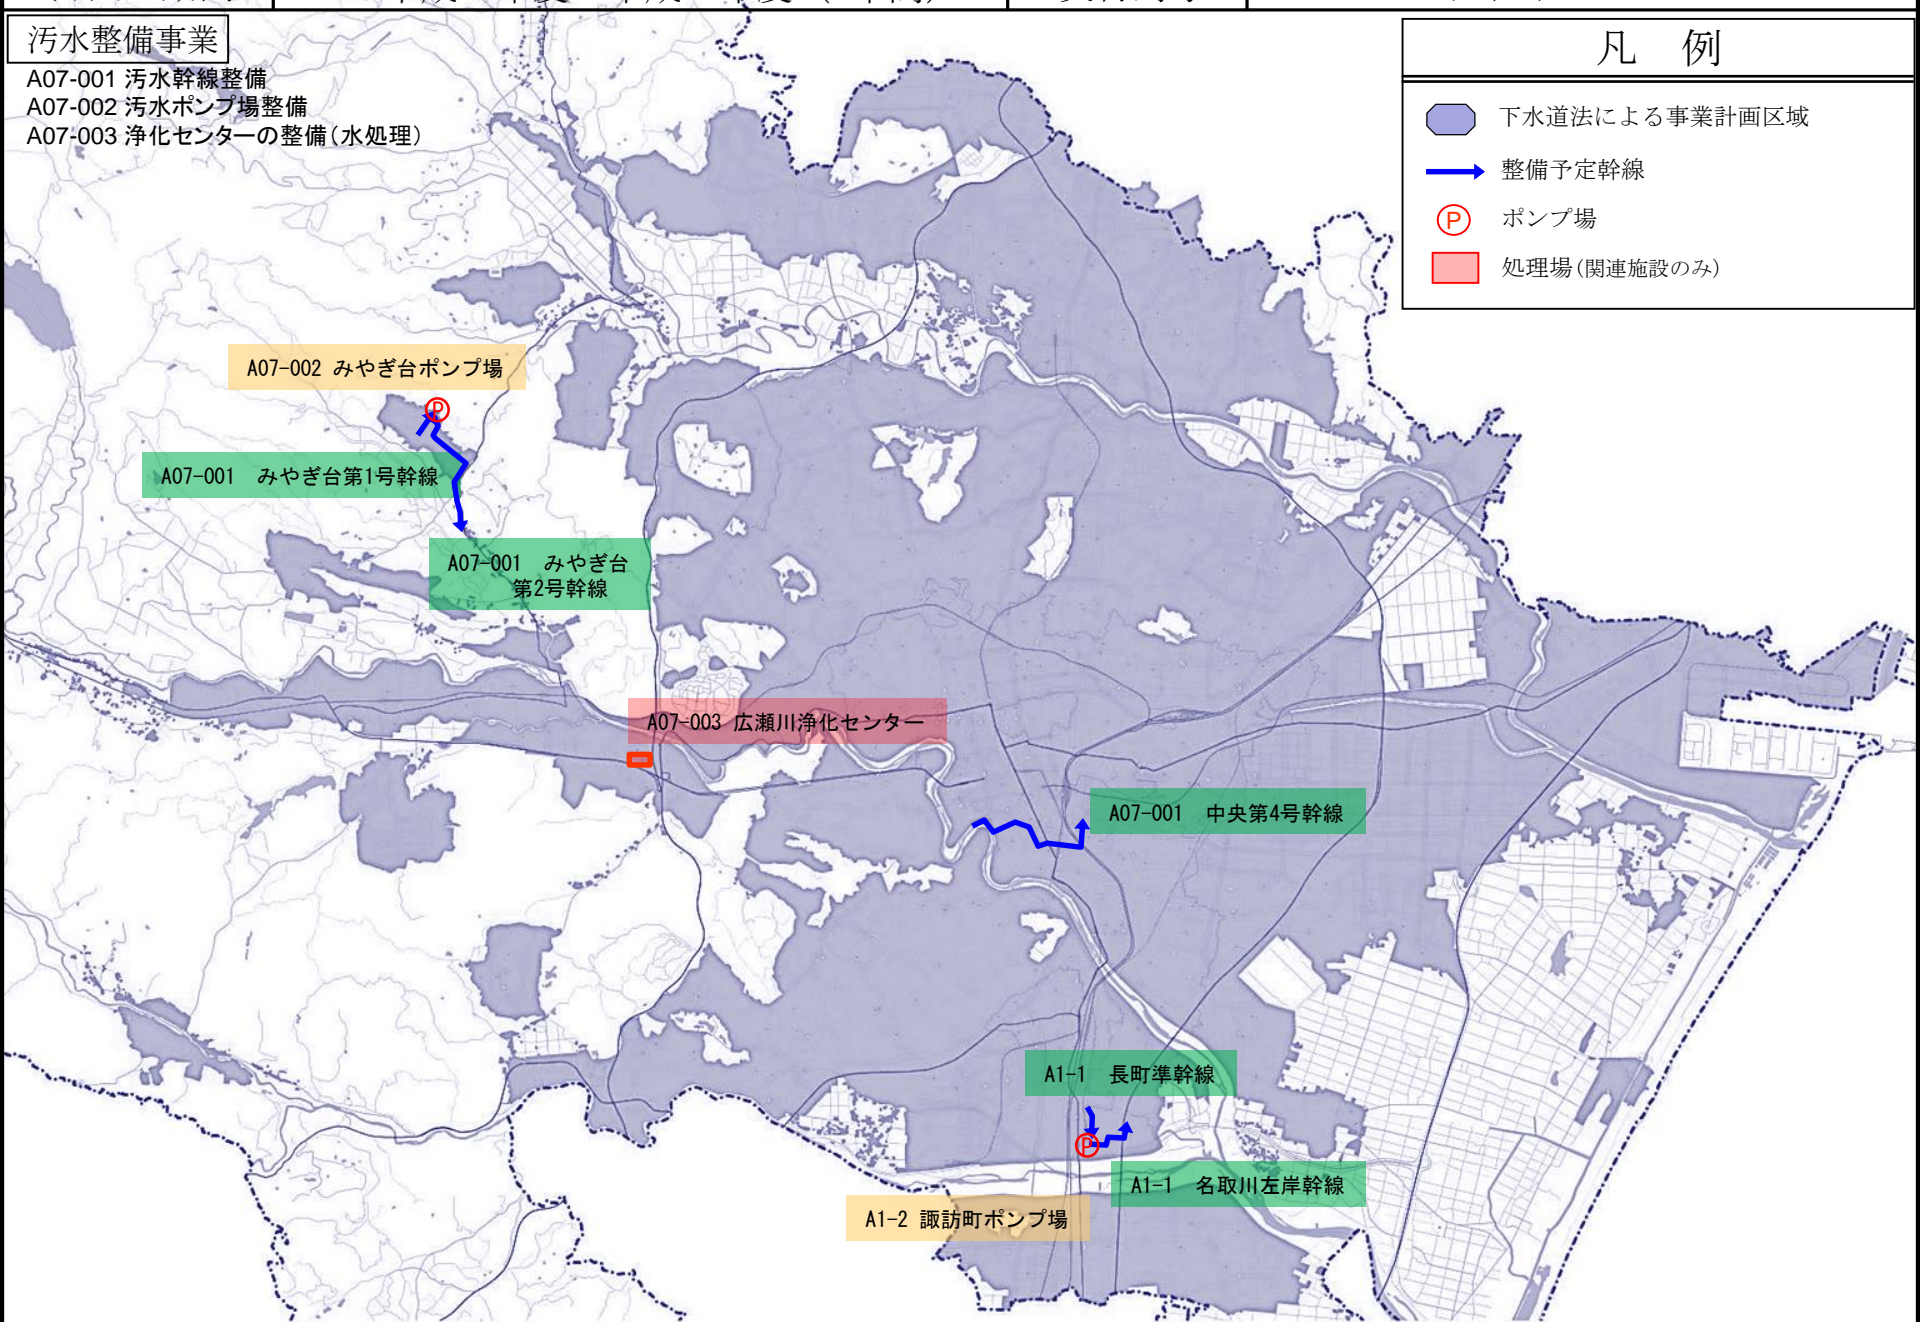 汚水整備事業
A07-001 汚水幹線整備
A07-002 汚水ポンプ場整備
A07-003 浄化センターの整備(水処理)
凡 例
下水道法による事業計画区域
整備予定幹線
P ポンプ場
処理場(関連施設のみ)
A07-002 みやぎ台ポンプ場
P
A07-001 みやぎ台第1号幹線
A07-001 みやぎ台
第2号幹線
A07-003 広瀬川浄化センター
A07-001 中央第4号幹線
A1-1 長町準幹線
P
A1-1 名取川左岸幹線
A1-2 諏訪町ポンプ場